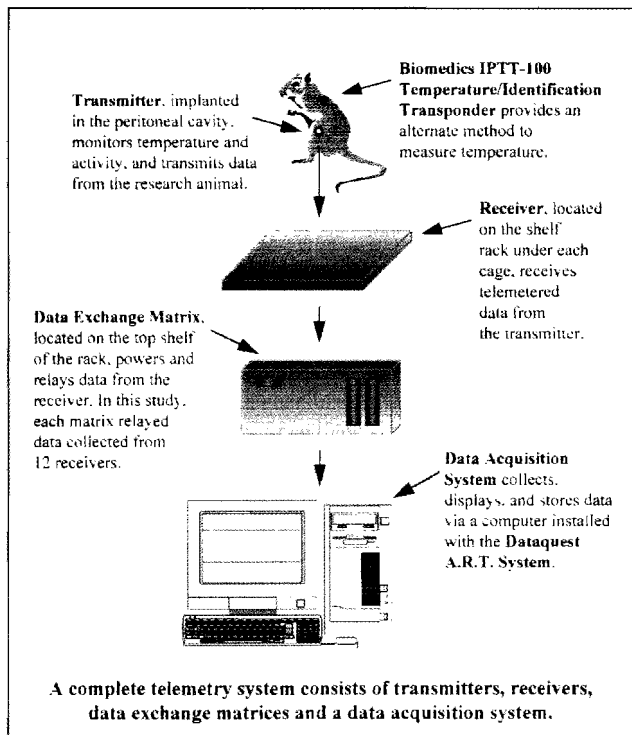 Transmitter, implanted
in the peritoneal cavity,
monitors temperature and
activity, and transmits data
from the research animal.
Biomedics IPTT-100
Temperature/Identification
Transponder provides an
alternate method to
measure temperature.
Receiver, located
on the shelf
rack under each
cage, receives
telemetered
data from
the transmitter.
Data Exchange Matrix,
located on the top shelf
of the rack, powers and
relays data from the
receiver. In this study,
each matrix relayed
data collected from
12 receivers.
Data Acquisition
System collects,
displays, and stores data
via a computer installed
with the Dataquest
A.R.T. System.
A complete telemetry system consists of transmitters, receivers,
data exchange matrices and a data acquisition system.